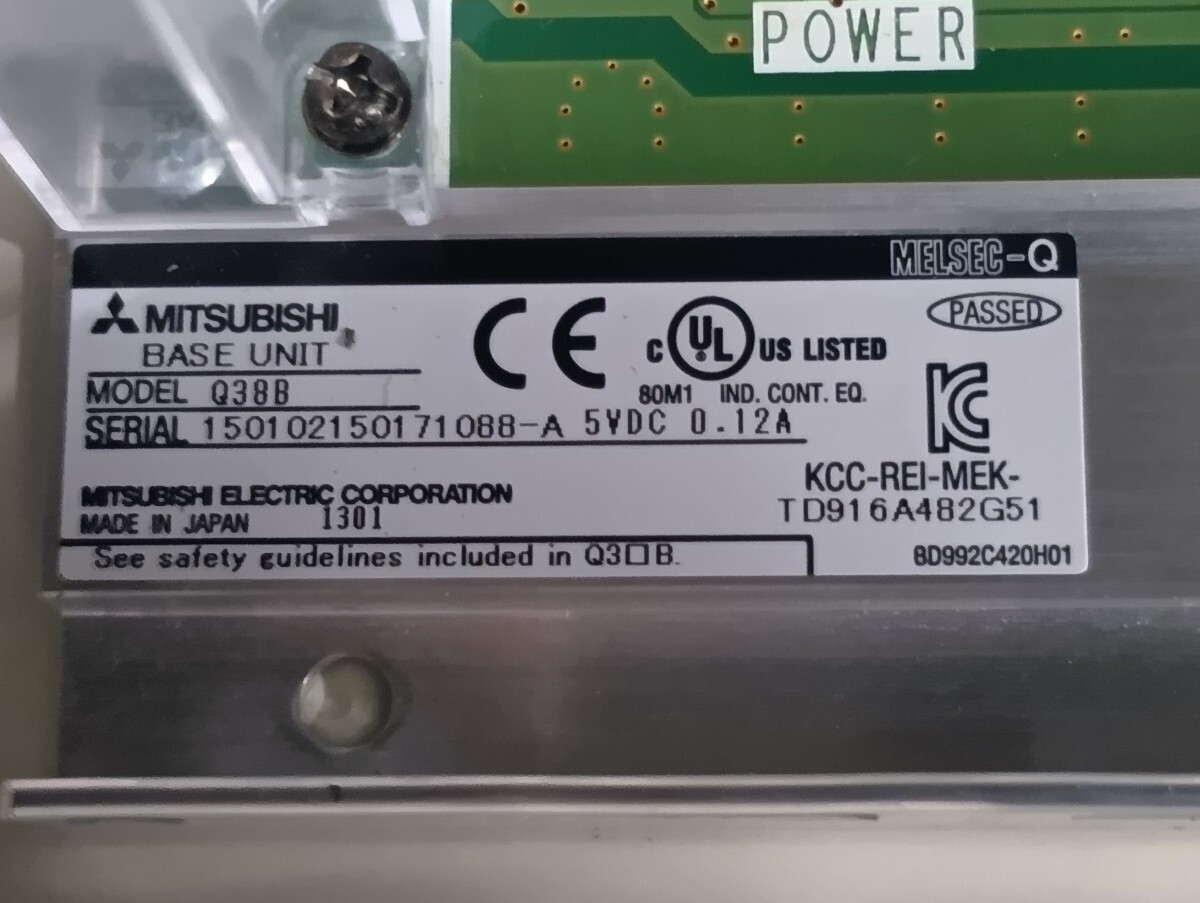 POWER
MELSEC-Q
MITSUBISHI
BASE UNIT
MODEL Q38B
SERIAL 150102150171088-A 5VDC 0.12A
CE
C UL US LISTED
80M1 IND. CONT. EQ.
PASSED
KC
KCC-REI-MEK-
TD916A482G51
MITSUBISHI ELECTRIC CORPORATION
MADE IN JAPAN 1301
See safety guidelines included in Q3□B.
BD992C420H01